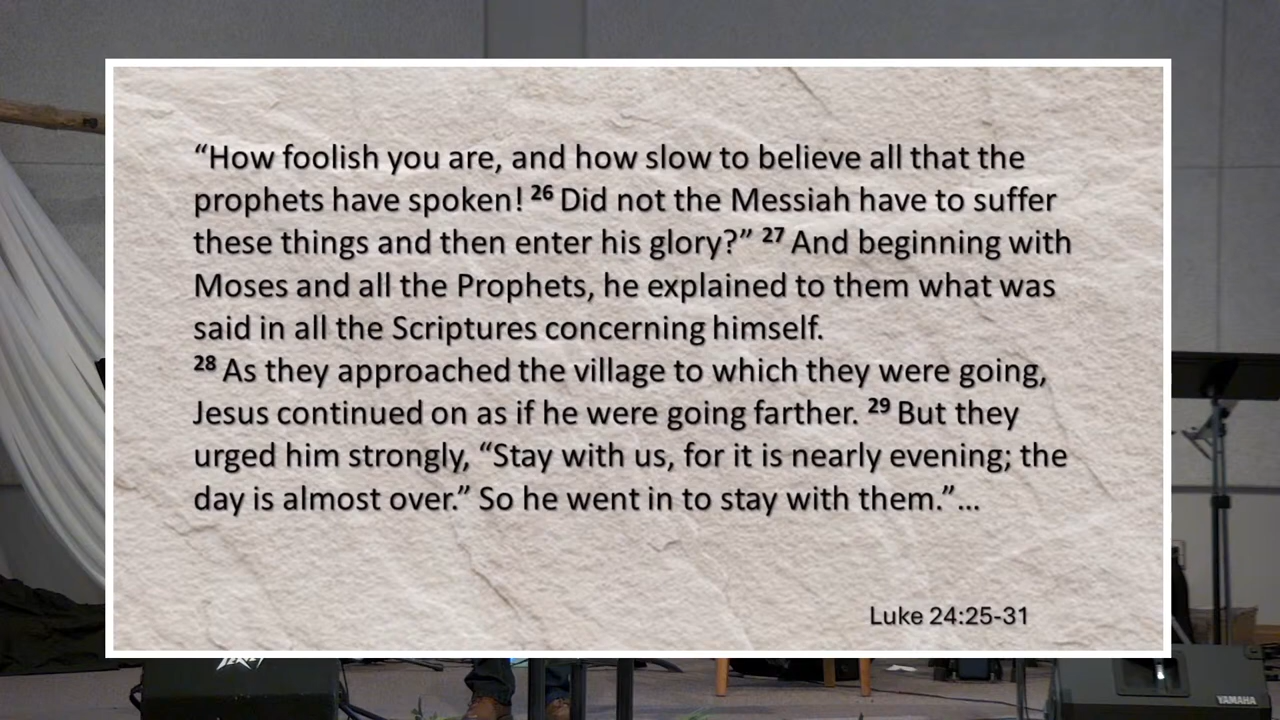 “How foolish you are, and how slow to believe all that the
prophets have spoken! 26 Did not the Messiah have to suffer
these things and then enter his glory?” 27 And beginning with
Moses and all the Prophets, he explained to them what was
said in all the Scriptures concerning himself.
28 As they approached the village to which they were going,
Jesus continued on as if he were going farther. 29 But they
urged him strongly, “Stay with us, for it is nearly evening; the
day is almost over.” So he went in to stay with them.”...
Luke 24:25-31
YAMAHA